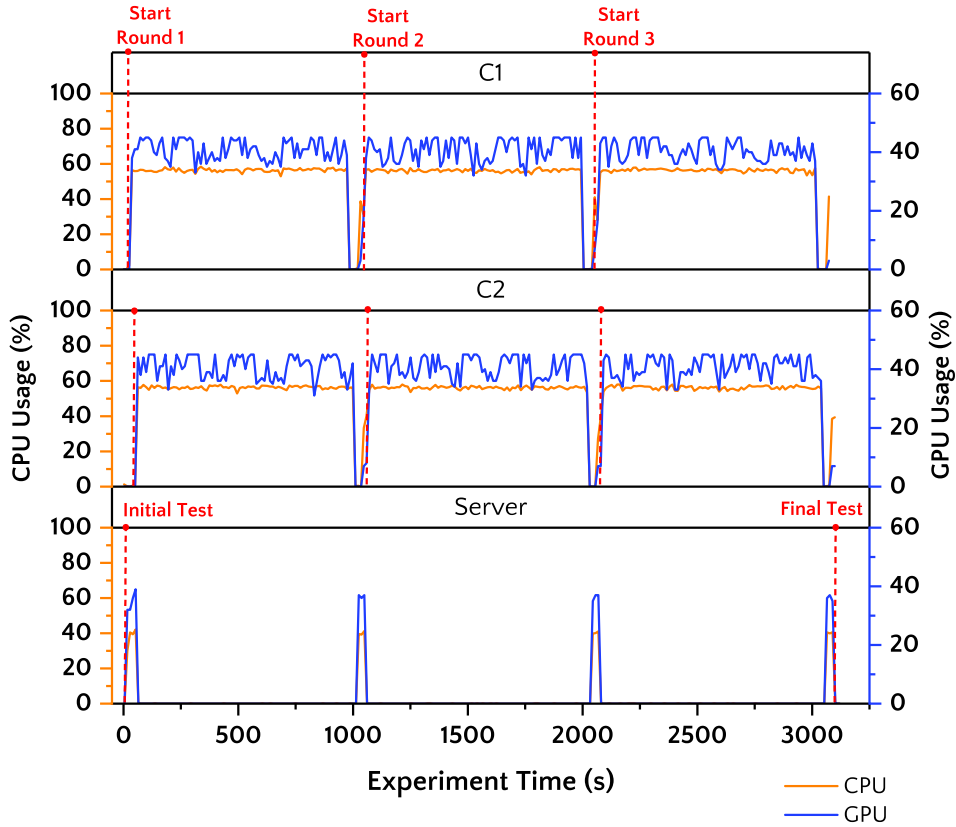 Start
Round 1
Start
Round 2
Start
Round 3
C1
100
80
60
40
20
0
60
40
20
0
C2
100
80
60
40
20
0
60
40
20
0
CPU Usage (%)
GPU Usage (%)
Server
Initial Test
Final Test
100
80
60
40
20
0
60
40
20
0
0 500 1000 1500 2000 2500 3000
Experiment Time (s)
CPU
GPU